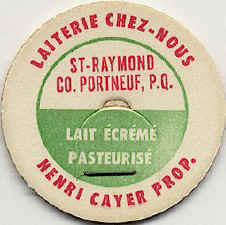 LAITERIE CHEZ-NOUS
ST-RAYMOND
CO. PORTNEUF, P.Q.
LAIT ÉCRÉMÉ
PASTEURISÉ
HENRI CAYER PROP.